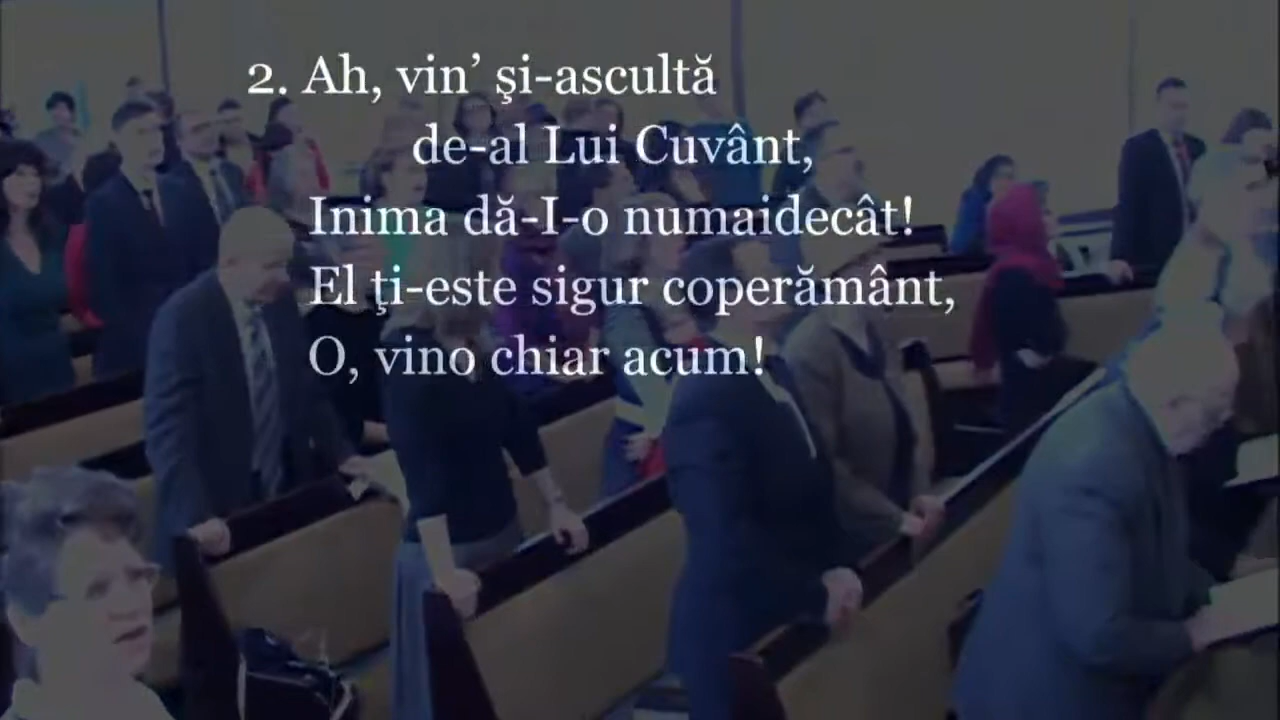 2. Ah, vin’ şi-ascultă
de-al Lui Cuvânt,
Inima dă-I-o numaidecât!
El ţi-este sigur coperământ,
O, vino chiar acum!